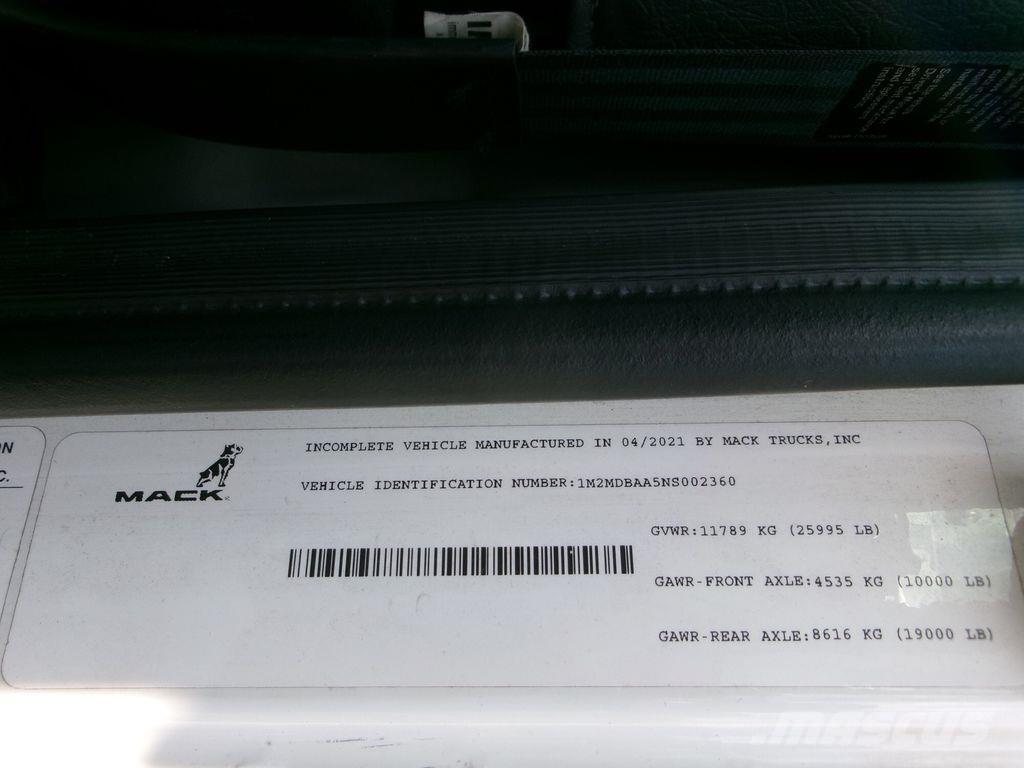 INCOMPLETE VEHICLE MANUFACTURED IN 04/2021 BY MACK TRUCKS,INC
MACK
VEHICLE IDENTIFICATION NUMBER:1M2MDBAA5NS002360
GVWR:11789 KG (25995 LB)
GAWR-FRONT AXLE:4535 KG (10000 LB)
GAWR-REAR AXLE:8616 KG (19000 LB)
MASCUS